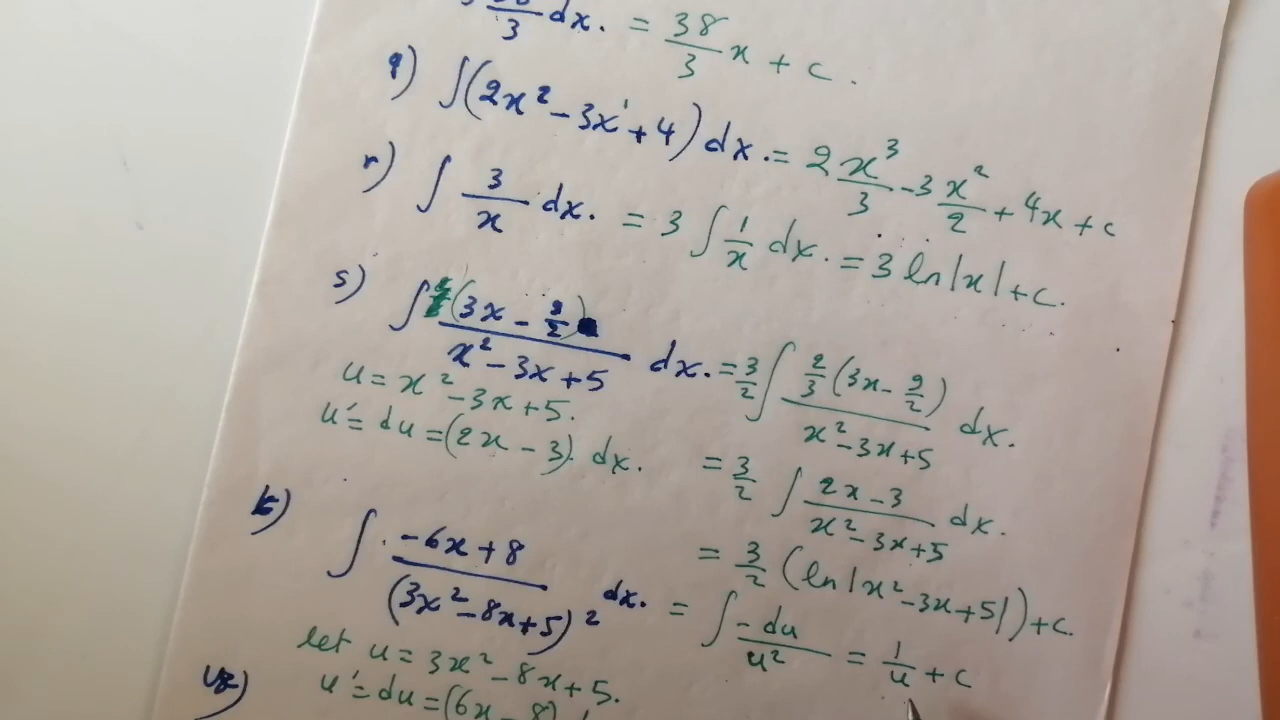 38/3 dx. = 38/3 x + c.
q) ∫(2x² - 3x¹ + 4) dx. = 2 x³/3 - 3 x²/2 + 4x + c
r) ∫ 3/x dx. = 3 ∫ 1/x dx. = 3 ln|x| + c.
s) ∫ (3x - 9/2) / (x² - 3x + 5) dx. = 3/2 ∫ 2/3 (3x - 9/2) / (x² - 3x + 5) dx.
u = x² - 3x + 5.
u' = du = (2x - 3). dx. = 3/2 ∫ (2x - 3) / (x² - 3x + 5) dx.
= 3/2 (ln|x² - 3x + 5|) + c.
t) ∫ (-6x + 8) / (3x² - 8x + 5)² dx. = ∫ -du / u² = 1/u + c
let u = 3x² - 8x + 5.
u' = du = (6x - 8)